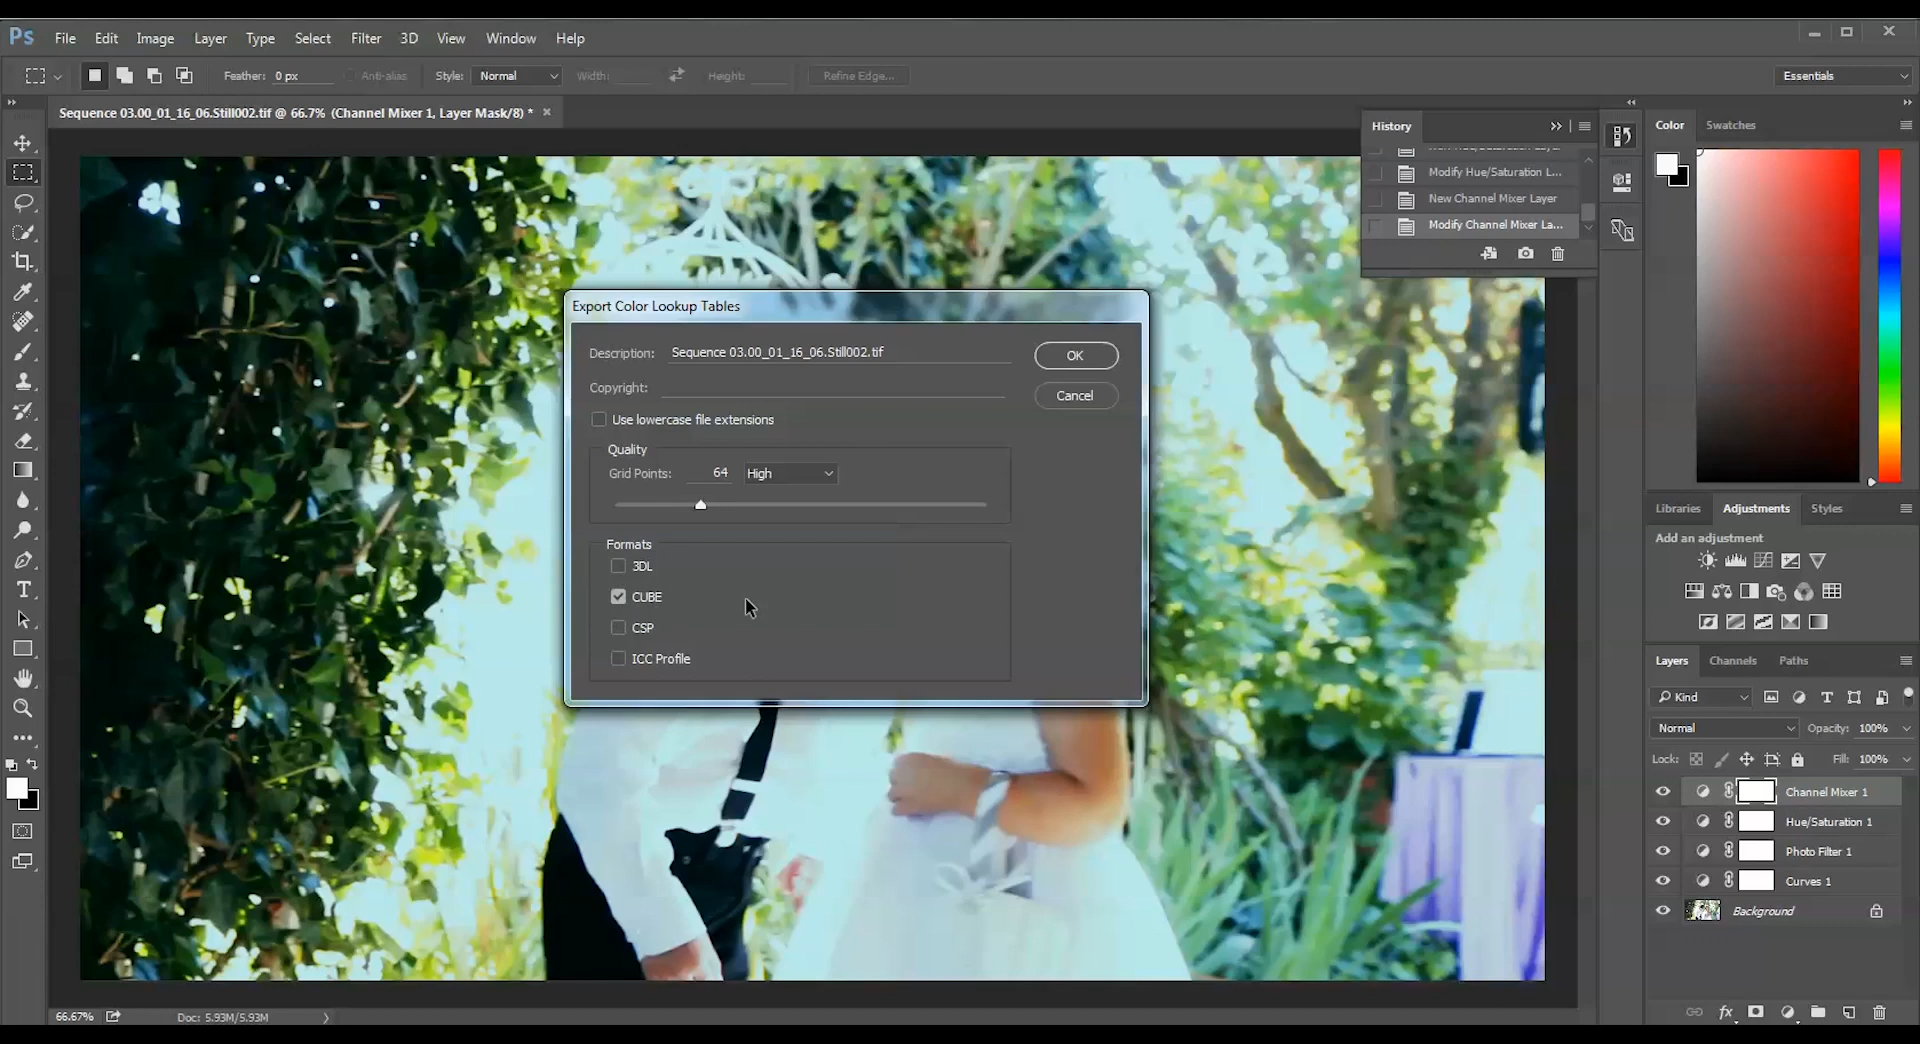 Ps File Edit Image Layer Type Select Filter 3D View Window Help
Feather: 0 px Anti-alias Style: Normal Width: Height: Refine Edge... Essentials
Sequence 03.00_01_16_06.Still002.tif @ 66.7% (Channel Mixer 1, Layer Mask/8) *
History
Modify Hue/Saturation L...
New Channel Mixer Layer
Modify Channel Mixer La...
Color Swatches
Export Color Lookup Tables
Description: Sequence 03.00_01_16_06.Still002.tif
OK
Copyright:
Cancel
Use lowercase file extensions
Quality
Grid Points: 64 High
Formats
3DL
CUBE
CSP
ICC Profile
Libraries Adjustments Styles
Add an adjustment
Layers Channels Paths
Kind
Normal Opacity: 100%
Lock: Fill: 100%
Channel Mixer 1
Hue/Saturation 1
Photo Filter 1
Curves 1
Background
66.67% Doc: 5.93M/5.93M
fx